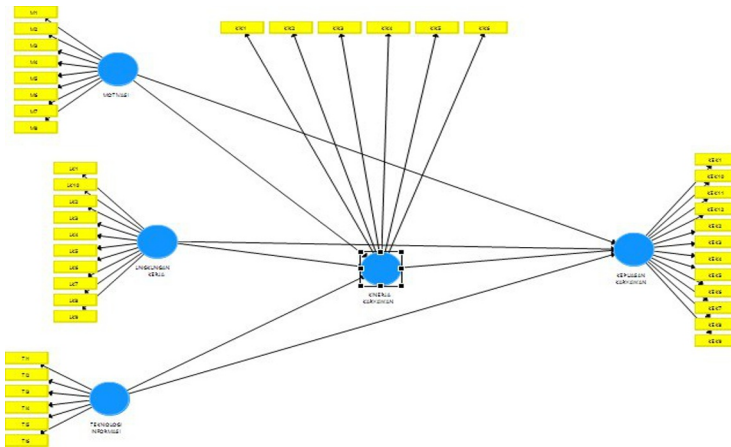 M1
M2
M3
M4
M5
M6
M7
M8
MOTIVASI
KK1
KK2
KK3
KK4
KK5
KK6
LK1
LK10
LK2
LK3
LK4
LK5
LK6
LK7
LK8
LK9
LINGKUNGAN
KERJA
KINERJA
KARYAWAN
KEK1
KEK10
KEK11
KEK12
KEK2
KEK3
KEK4
KEK5
KEK6
KEK7
KEK8
KEK9
KEPUASAN
KARYAWAN
TI1
TI2
TI3
TI4
TI5
TI6
TEKNOLOGI
INFORMASI